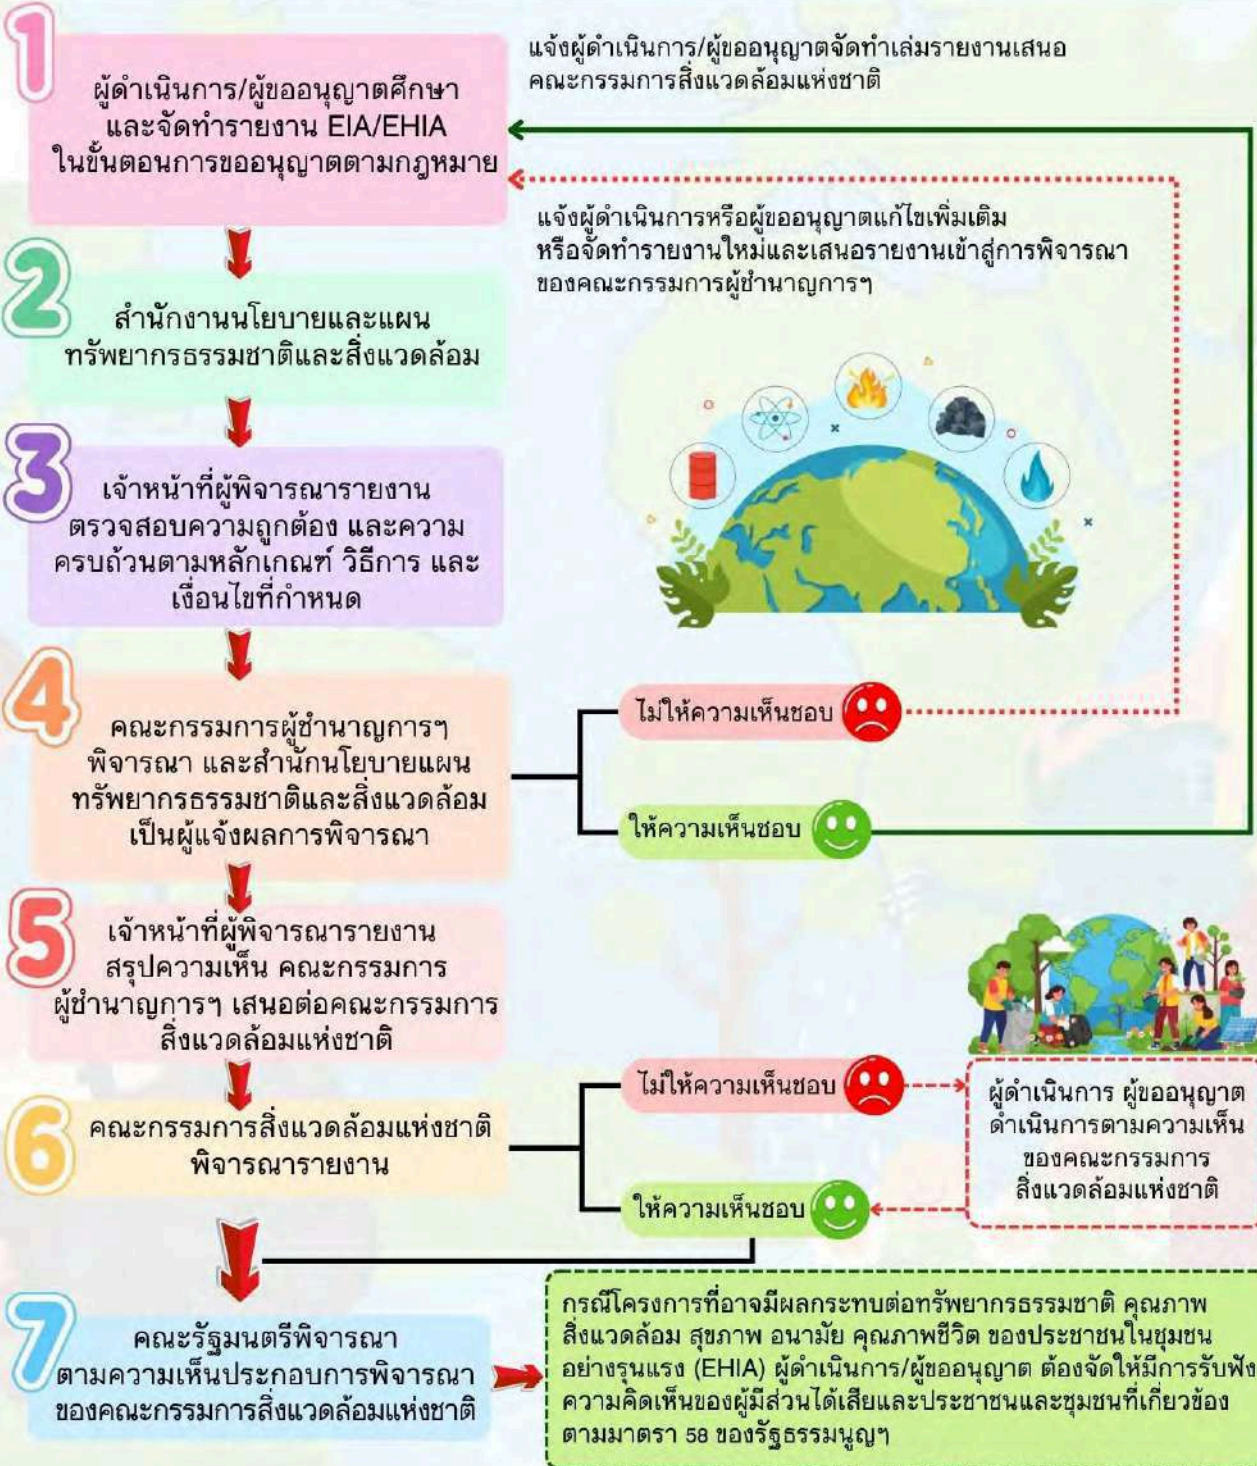 แจ้งผู้ดำเนินการ/ผู้ขออนุญาตจัดทำเล่มรายงานเสนอ
คณะกรรมการสิ่งแวดล้อมแห่งชาติ
1
ผู้ดำเนินการ/ผู้ขออนุญาตศึกษา
และจัดทำรายงาน EIA/EHIA
ในขั้นตอนการขออนุญาตตามกฎหมาย
แจ้งผู้ดำเนินการหรือผู้ขออนุญาตแก้ไขเพิ่มเติม
หรือจัดทำรายงานใหม่และเสนอรายงานเข้าสู่การพิจารณา
ของคณะกรรมการผู้ชำนาญการฯ
2
สำนักงานนโยบายและแผน
ทรัพยากรธรรมชาติและสิ่งแวดล้อม
3
เจ้าหน้าที่ผู้พิจารณารายงาน
ตรวจสอบความถูกต้อง และความ
ครบถ้วนตามหลักเกณฑ์ วิธีการ และ
เงื่อนไขที่กำหนด
4
คณะกรรมการผู้ชำนาญการฯ
พิจารณา และสำนักนโยบายแผน
ทรัพยากรธรรมชาติและสิ่งแวดล้อม
เป็นผู้แจ้งผลการพิจารณา
ไม่ให้ความเห็นชอบ
ให้ความเห็นชอบ
5
เจ้าหน้าที่ผู้พิจารณารายงาน
สรุปความเห็น คณะกรรมการ
ผู้ชำนาญการฯ เสนอต่อคณะกรรมการ
สิ่งแวดล้อมแห่งชาติ
6
คณะกรรมการสิ่งแวดล้อมแห่งชาติ
พิจารณารายงาน
ไม่ให้ความเห็นชอบ
ให้ความเห็นชอบ
ผู้ดำเนินการ ผู้ขออนุญาต
ดำเนินการตามความเห็น
ของคณะกรรมการ
สิ่งแวดล้อมแห่งชาติ
7
คณะรัฐมนตรีพิจารณา
ตามความเห็นประกอบการพิจารณา
ของคณะกรรมการสิ่งแวดล้อมแห่งชาติ
กรณีโครงการที่อาจมีผลกระทบต่อทรัพยากรธรรมชาติ คุณภาพ
สิ่งแวดล้อม สุขภาพ อนามัย คุณภาพชีวิต ของประชาชนในชุมชน
อย่างรุนแรง (EHIA) ผู้ดำเนินการ/ผู้ขออนุญาต ต้องจัดให้มีการรับฟัง
ความคิดเห็นของผู้มีส่วนได้เสียและประชาชนและชุมชนที่เกี่ยวข้อง
ตามมาตรา 58 ของรัฐธรรมนูญฯ